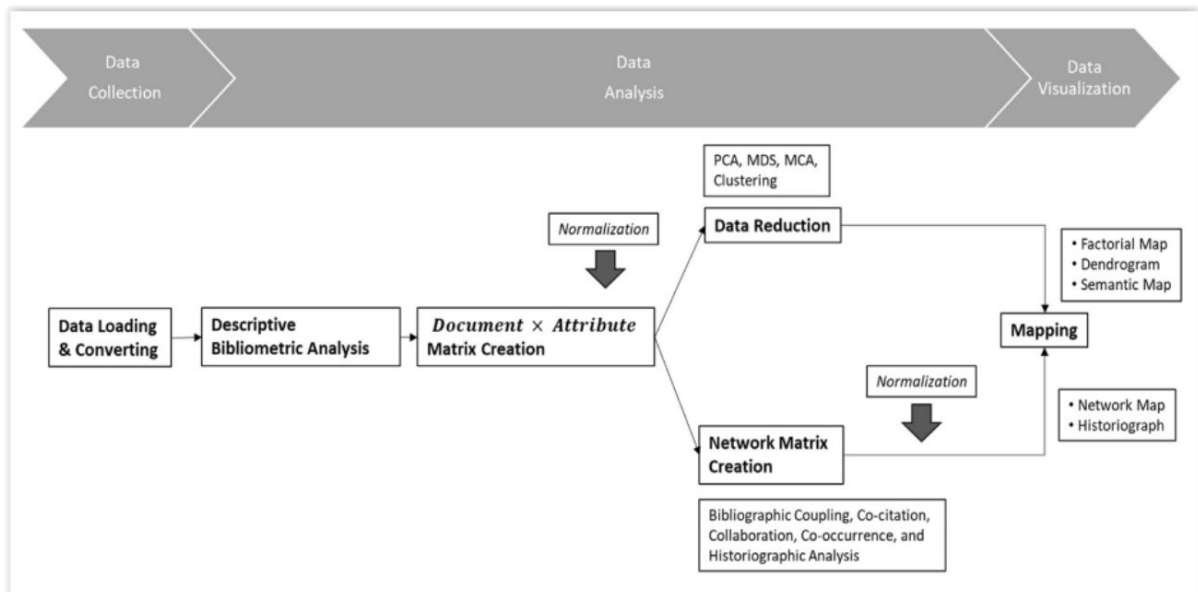 Data
Collection
Data
Analysis
Data
Visualization
PCA, MDS, MCA,
Clustering
Normalization
Data Reduction
• Factorial Map
• Dendrogram
• Semantic Map
Data Loading
& Converting
Descriptive
Bibliometric Analysis
Document × Attribute
Matrix Creation
Mapping
Normalization
• Network Map
• Historiograph
Network Matrix
Creation
Bibliographic Coupling, Co-citation,
Collaboration, Co-occurrence, and
Historiographic Analysis